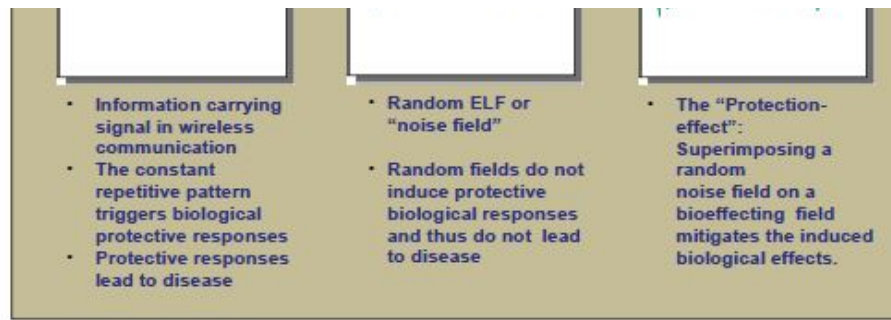 • Information carrying
signal in wireless
communication
• The constant
repetitive pattern
triggers biological
protective responses
• Protective responses
lead to disease
• Random ELF or
“noise field”
• Random fields do not
induce protective
biological responses
and thus do not lead
to disease
• The “Protection-
effect”:
Superimposing a
random
noise field on a
bioeffecting field
mitigates the induced
biological effects.